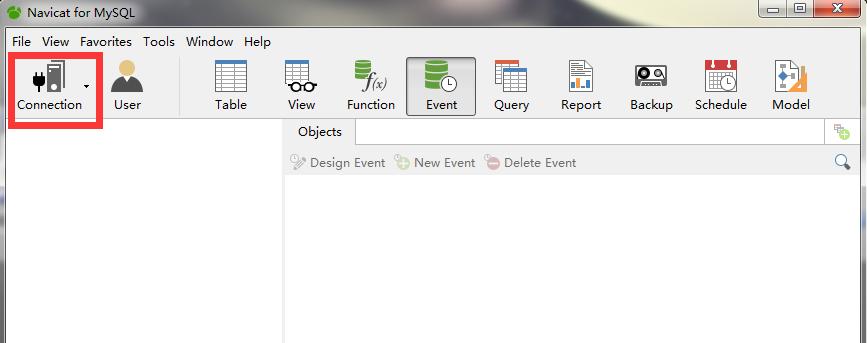 Navicat for MySQL
File View Favorites Tools Window Help
Connection User Table View Function Event Query Report Backup Schedule Model
Objects
Design Event New Event Delete Event